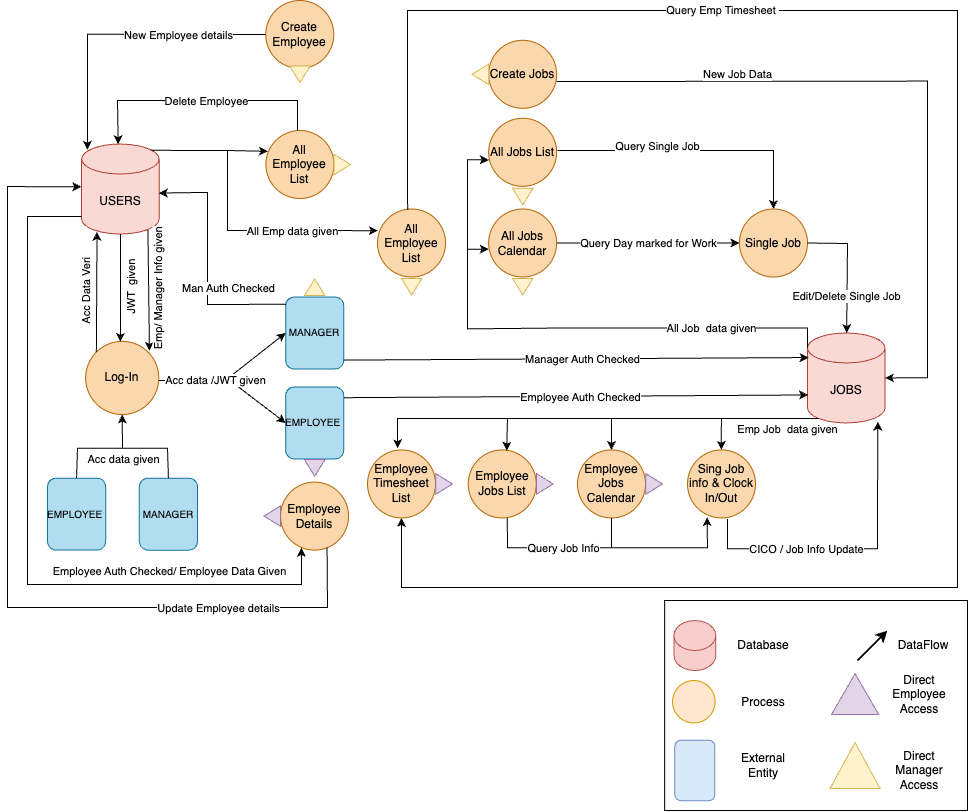 Query Emp Timesheet
Create
Employee
New Employee details
Create Jobs
New Job Data
Delete Employee
All
Employee
List
All Jobs List
Query Single Job
USERS
All Emp data given
All
Employee
List
All Jobs
Calendar
Query Day marked for Work
Single Job
Acc Data Veri
JWT given
Emp/ Manager Info given
Man Auth Checked
Edit/Delete Single Job
MANAGER
All Job data given
Manager Auth Checked
Log-In
Acc data /JWT given
JOBS
Employee Auth Checked
EMPLOYEE
Emp Job data given
Acc data given
Employee
Timesheet
List
Employee
Jobs List
Employee
Jobs
Calendar
Sing Job
info & Clock
In/Out
EMPLOYEE
MANAGER
Employee
Details
Query Job Info
CICO / Job Info Update
Employee Auth Checked/ Employee Data Given
Update Employee details
Database
DataFlow
Process
Direct
Employee
Access
External
Entity
Direct
Manager
Access